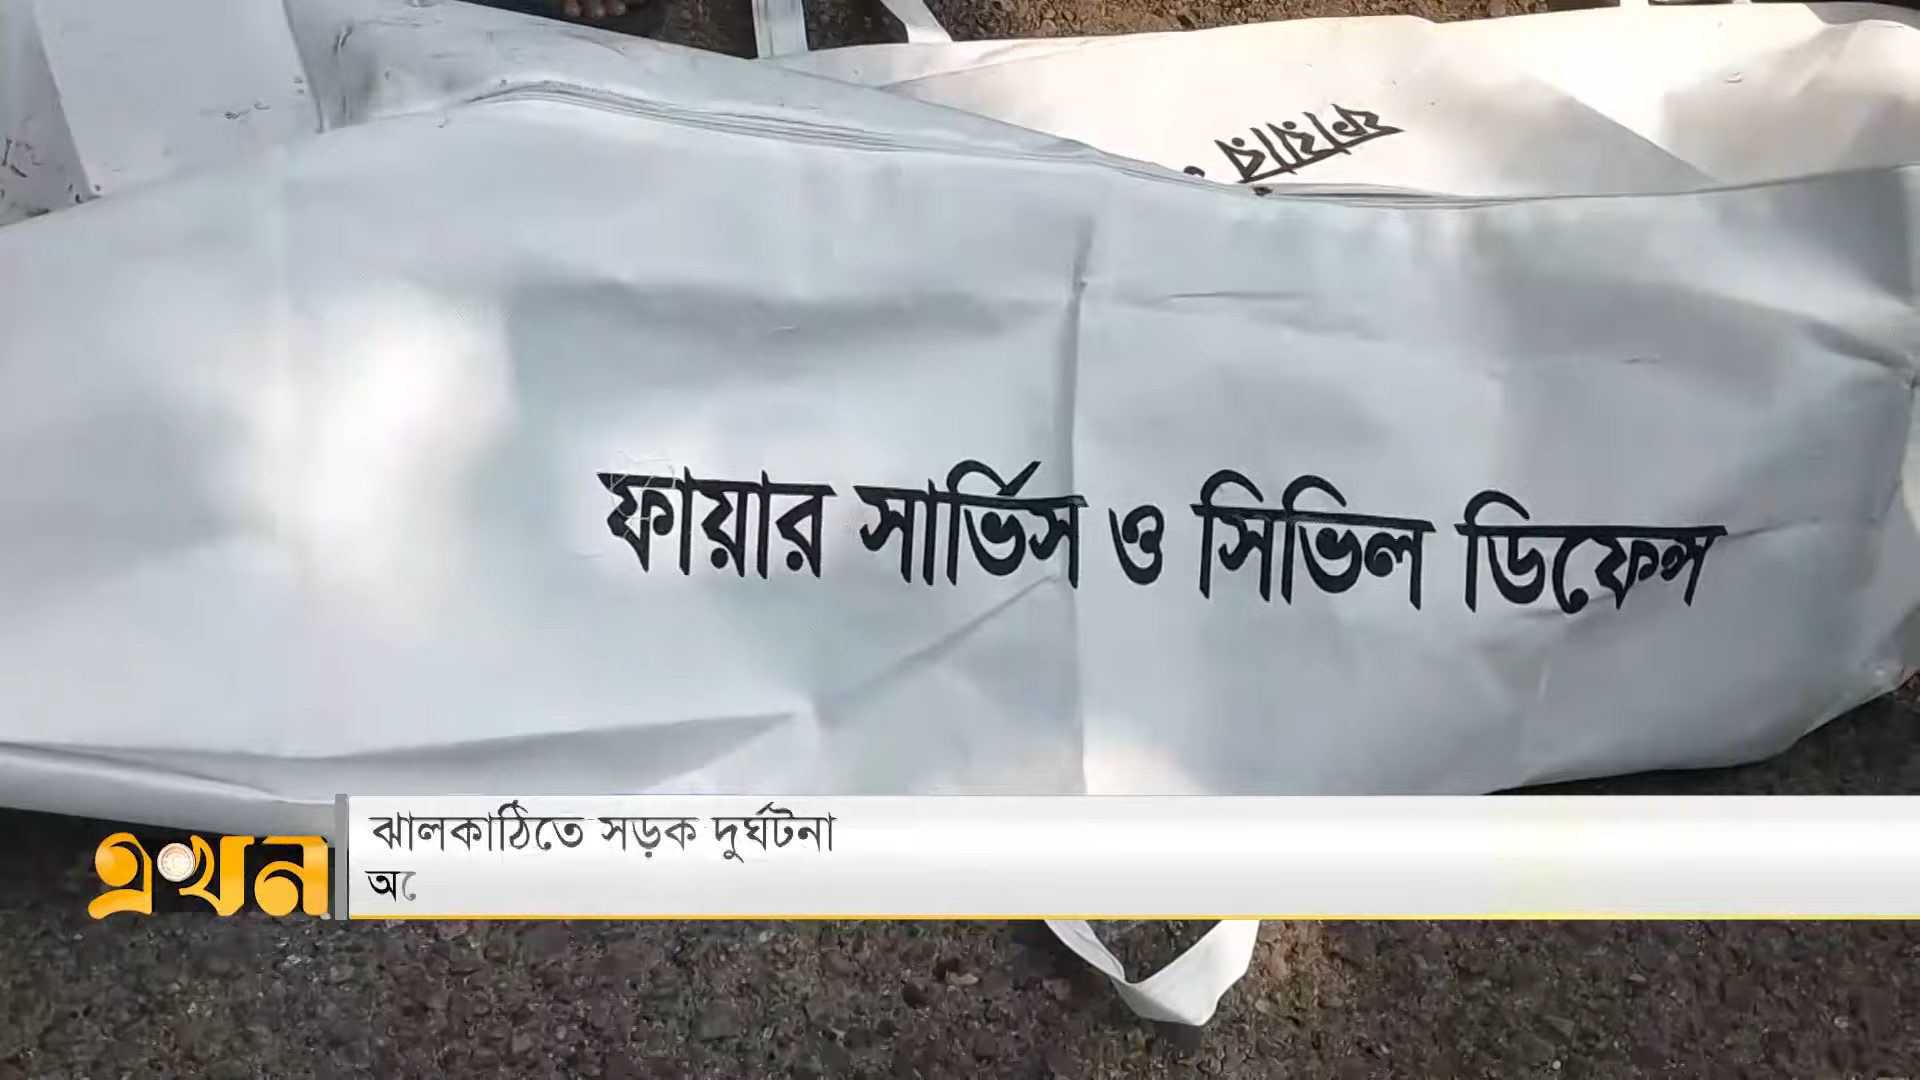 ফায়ার সার্ভিস ও সিভিল ডিফেন্স
এখন
ঝালকাঠিতে সড়ক দুর্ঘটনা
অে